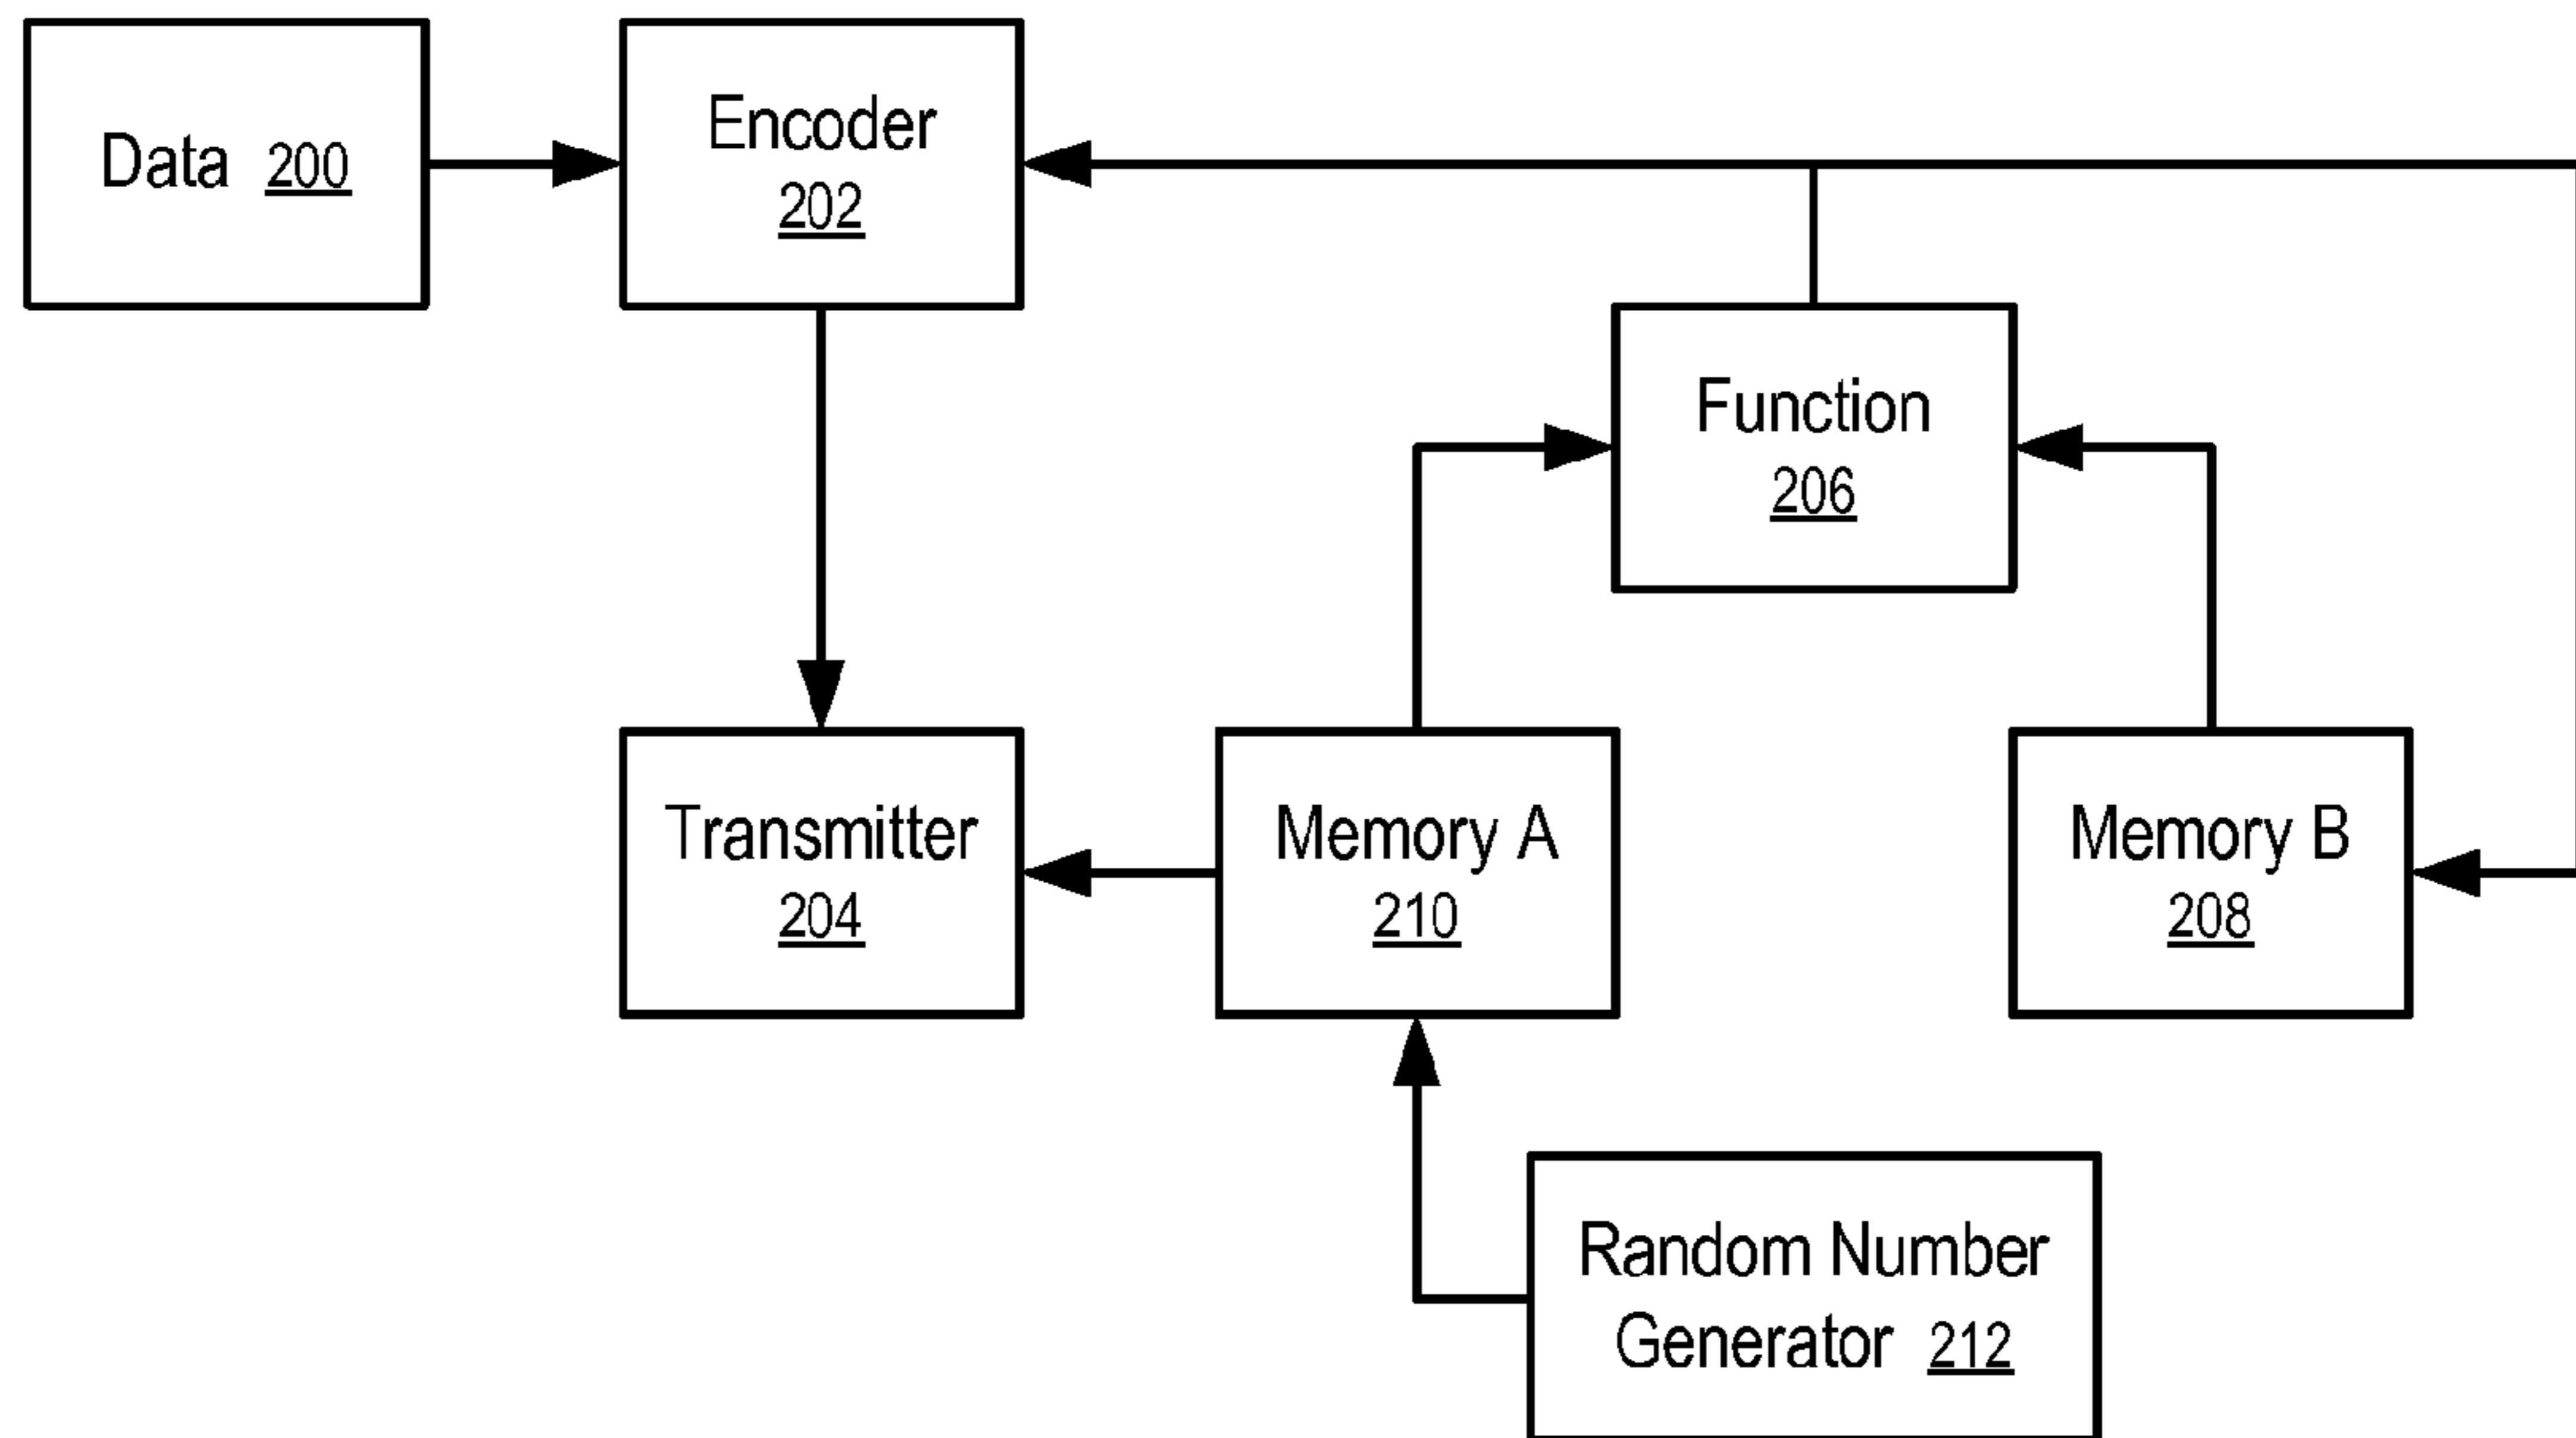 Data 200
Encoder
202
Function
206
Transmitter
204
Memory A
210
Memory B
208
Random Number
Generator 212